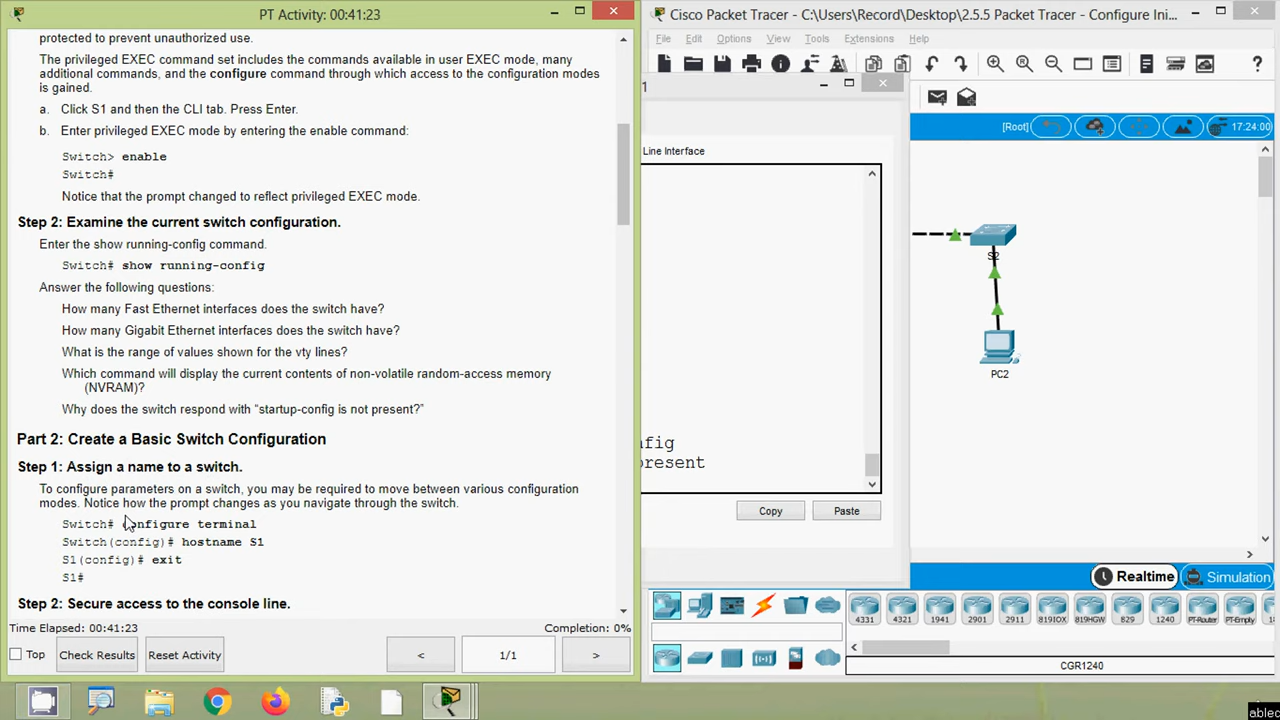 PT Activity: 00:41:23
protected to prevent unauthorized use.
The privileged EXEC command set includes the commands available in user EXEC mode, many
additional commands, and the configure command through which access to the configuration modes
is gained.
a. Click S1 and then the CLI tab. Press Enter.
b. Enter privileged EXEC mode by entering the enable command:
Switch> enable
Switch#
Notice that the prompt changed to reflect privileged EXEC mode.
Step 2: Examine the current switch configuration.
Enter the show running-config command.
Switch# show running-config
Answer the following questions:
How many Fast Ethernet interfaces does the switch have?
How many Gigabit Ethernet interfaces does the switch have?
What is the range of values shown for the vty lines?
Which command will display the current contents of non-volatile random-access memory
(NVRAM)?
Why does the switch respond with “startup-config is not present?”
Part 2: Create a Basic Switch Configuration
Step 1: Assign a name to a switch.
To configure parameters on a switch, you may be required to move between various configuration
modes. Notice how the prompt changes as you navigate through the switch.
Switch# configure terminal
Switch(config)# hostname S1
S1(config)# exit
S1#
Step 2: Secure access to the console line.
Time Elapsed: 00:41:23
Completion: 0%
Top
Check Results
Reset Activity
<
1/1
>
Cisco Packet Tracer - C:\Users\Record\Desktop\2.5.5 Packet Tracer - Configure Ini...
File Edit Options View Tools Extensions Help
1
Line Interface
nfig
present
Copy
Paste
[Root]
17:24:00
S2
PC2
Realtime
Simulation
4331 4321 1941 2901 2911 819IOX 819HGW 829 1240 PT-Router PT-Empty
CGR1240
ablec